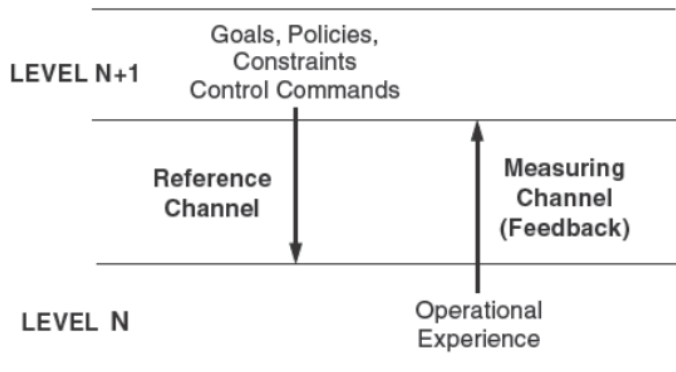 Goals, Policies,
Constraints
Control Commands
LEVEL N+1
Reference
Channel
Measuring
Channel
(Feedback)
Operational
Experience
LEVEL N